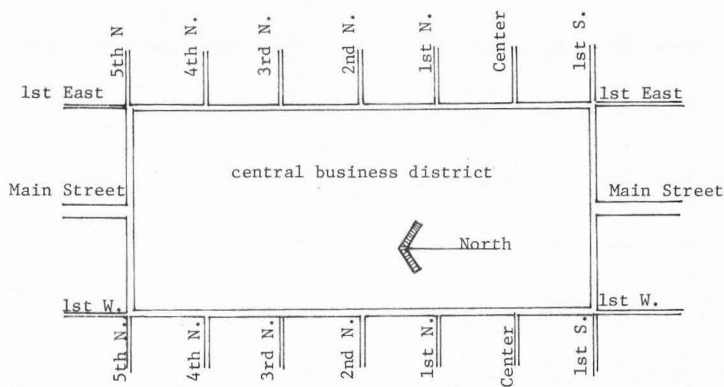 5th N
4th N.
3rd N.
2nd N.
1st N.
Center
1st S.
1st East
1st East
central business district
Main Street
Main Street
North
1st W.
1st W.
5th N.
4th N.
3rd N.
2nd N.
1st N.
Center
1st S.